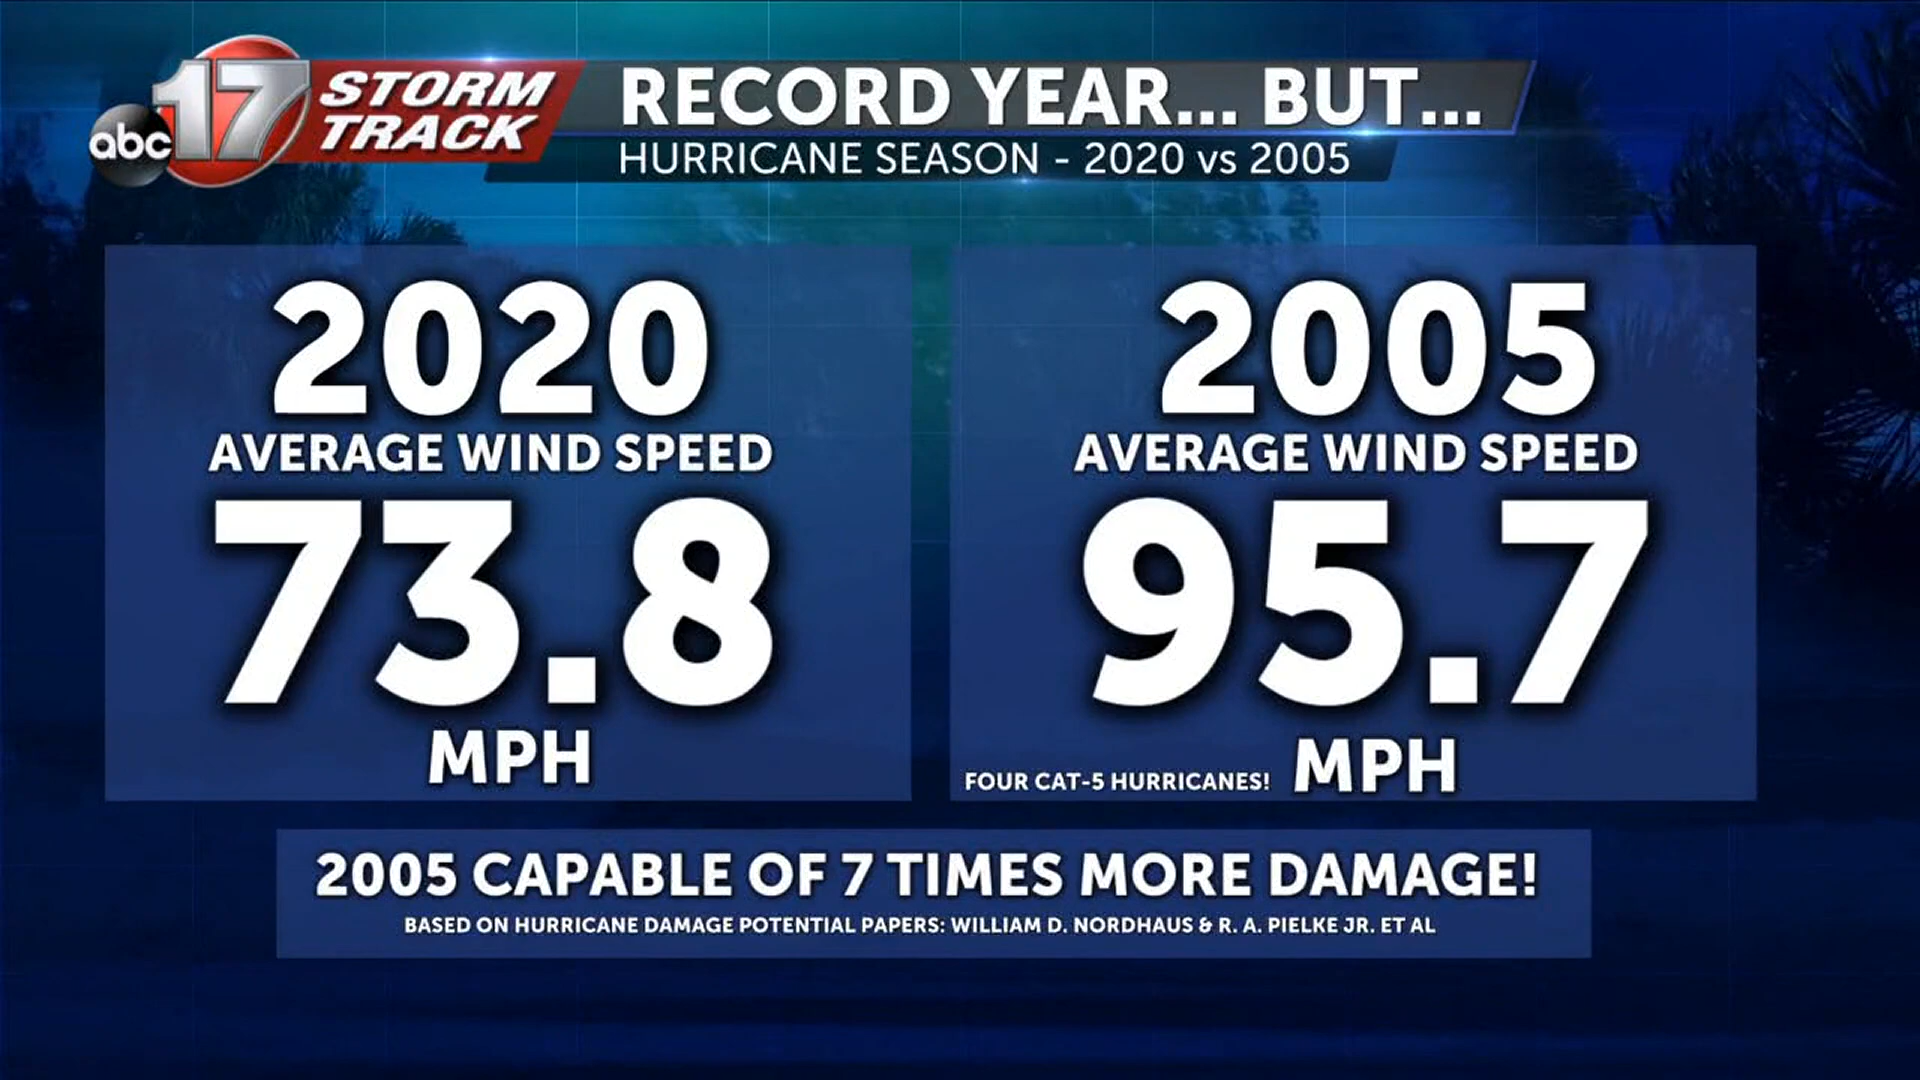 abc 17 STORM TRACK
RECORD YEAR... BUT...
HURRICANE SEASON - 2020 vs 2005
2020
AVERAGE WIND SPEED
73.8
MPH
2005
AVERAGE WIND SPEED
95.7
FOUR CAT-5 HURRICANES! MPH
2005 CAPABLE OF 7 TIMES MORE DAMAGE!
BASED ON HURRICANE DAMAGE POTENTIAL PAPERS: WILLIAM D. NORDHAUS & R. A. PIELKE JR. ET AL